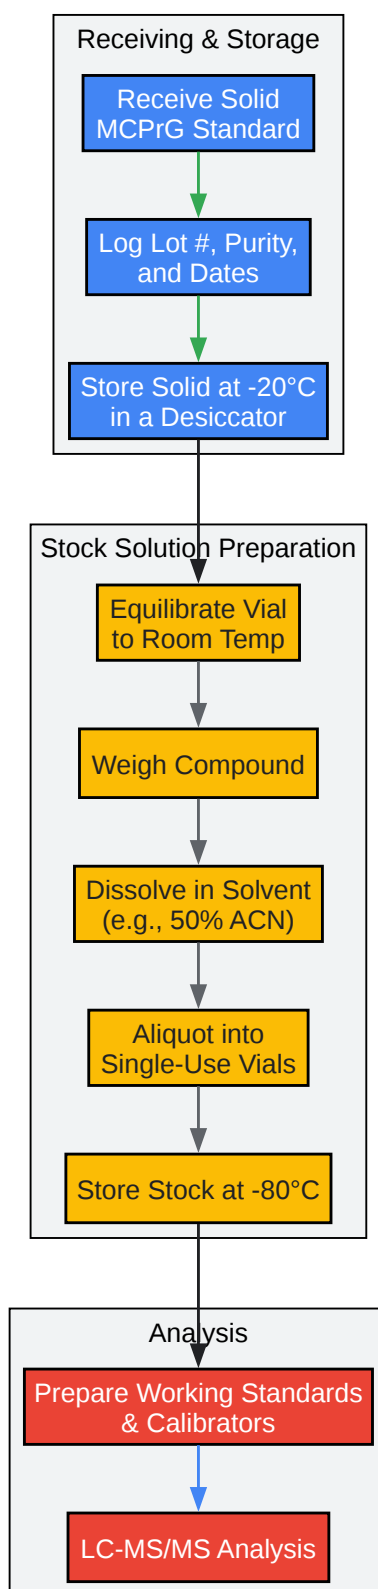 Receiving & Storage
Receive Solid
MCPrG Standard
Log Lot #, Purity,
and Dates
Store Solid at -20°C
in a Desiccator
Stock Solution Preparation
Equilibrate Vial
to Room Temp
Weigh Compound
Dissolve in Solvent
(e.g., 50% ACN)
Aliquot into
Single-Use Vials
Store Stock at -80°C
Analysis
Prepare Working Standards
& Calibrators
LC-MS/MS Analysis